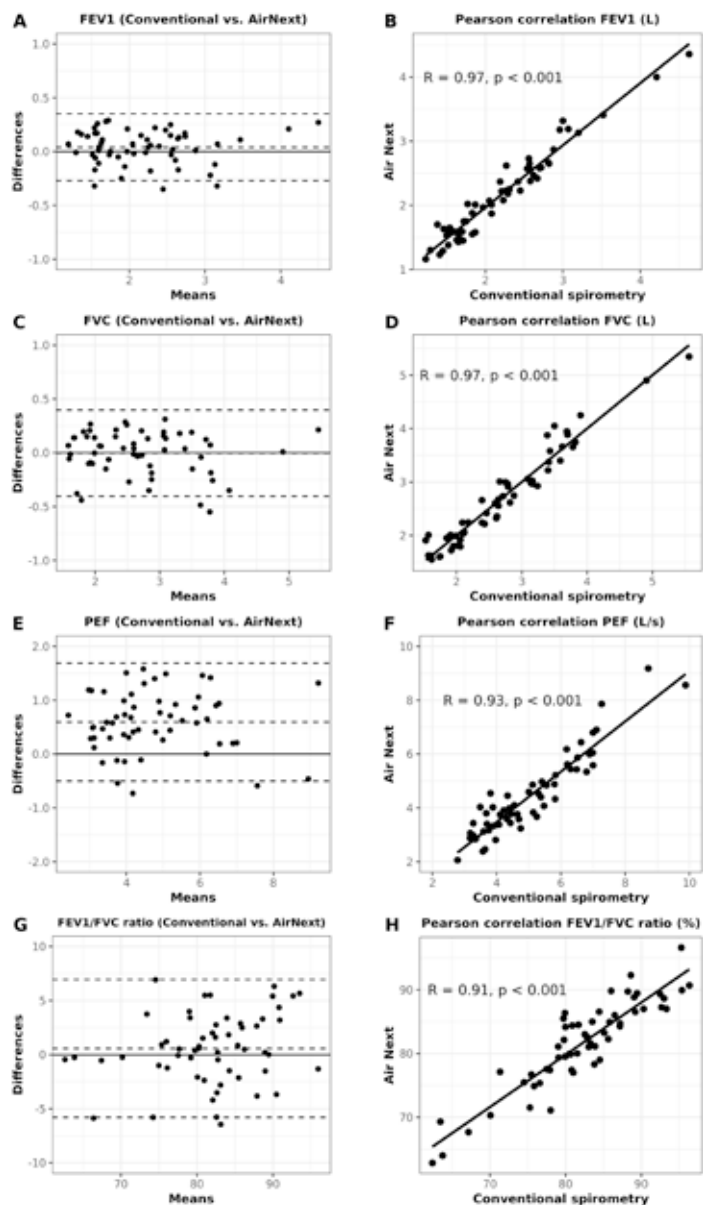 A
FEV1 (Conventional vs. AirNext)
1.0
0.5
0.0
-0.5
-1.0
Differences
2
3
4
Means
B
Pearson correlation FEV1 (L)
R = 0.97, p < 0.001
4
3
2
1
Air Next
2
3
4
Conventional spirometry
C
FVC (Conventional vs. AirNext)
1.0
0.5
0.0
-0.5
-1.0
Differences
2
3
4
5
Means
D
Pearson correlation FVC (L)
R = 0.97, p < 0.001
5
4
3
2
Air Next
2
3
4
5
Conventional spirometry
E
PEF (Conventional vs. AirNext)
2.0
1.0
0.0
-1.0
-2.0
Differences
4
6
8
Means
F
Pearson correlation PEF (L/s)
R = 0.93, p < 0.001
10
8
6
4
2
Air Next
2
4
6
8
10
Conventional spirometry
G
FEV1/FVC ratio (Conventional vs. AirNext)
10
5
0
-5
-10
Differences
70
80
90
Means
H
Pearson correlation FEV1/FVC ratio (%)
R = 0.91, p < 0.001
90
80
70
Air Next
70
80
90
Conventional spirometry